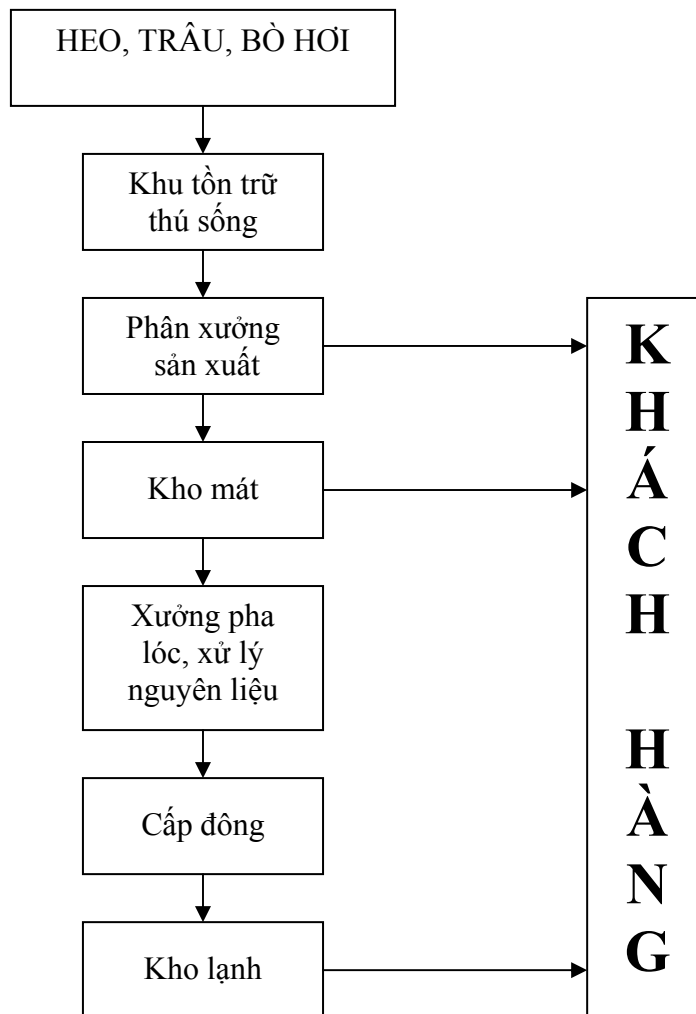 HEO, TRÂU, BÒ HƠI
Khu tồn trữ
thú sống
Phân xưởng
sản xuất
Kho mát
Xưởng pha
lóc, xử lý
nguyên liệu
Cấp đông
Kho lạnh
K
H
Á
C
H
H
À
N
G